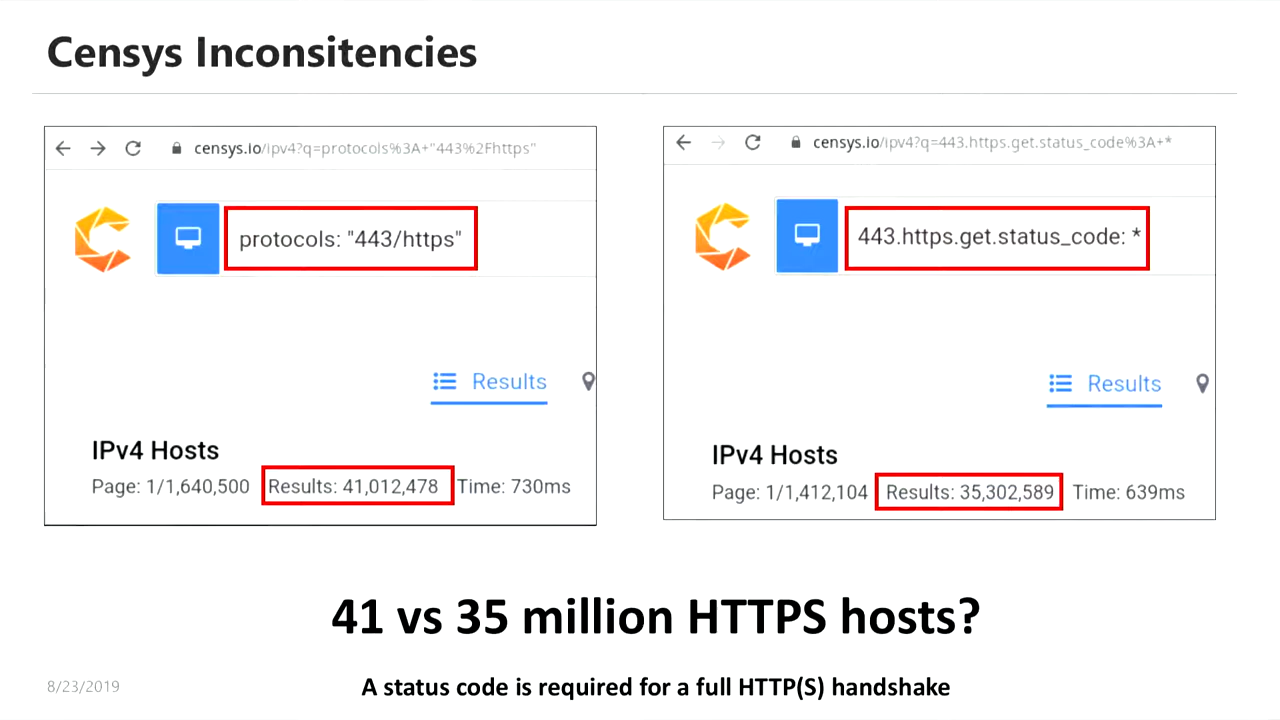 Censys Inconsitencies
censys.io/ipv4?q=protocols%3A+"443%2Fhttps"
protocols: "443/https"
Results
IPv4 Hosts
Page: 1/1,640,500 Results: 41,012,478 Time: 730ms
censys.io/ipv4?q=443.https.get.status_code%3A+*
443.https.get.status_code: *
Results
IPv4 Hosts
Page: 1/1,412,104 Results: 35,302,589 Time: 639ms
41 vs 35 million HTTPS hosts?
8/23/2019
A status code is required for a full HTTP(S) handshake